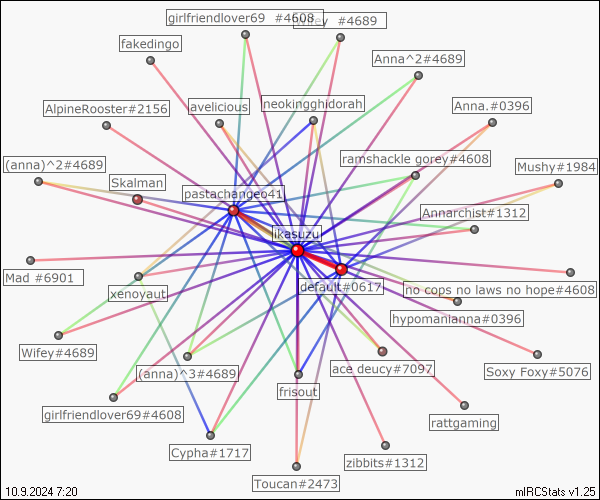 girlfriendlover69 #4608
Wifey #4689
fakedingo
Anna^2#4689
AlpineRooster#2156
avelicious
neokingghidorah
Anna.#0396
(anna)^2#4689
Skalman
ramshackle gorey#4608
Mushy#1984
pastachangeo41
Annarchist#1312
ikasuzu
Mad #6901
xenoyaut
default#0617
no cops no laws no hope#4608
hypomanianna#0396
Wifey#4689
(anna)^3#4689
ace deucy#7097
Soxy Foxy#5076
frisout
girlfriendlover69#4608
rattgaming
Cypha#1717
zibbits#1312
Toucan#2473
10.9.2024 7:20
mIRCStats v1.25